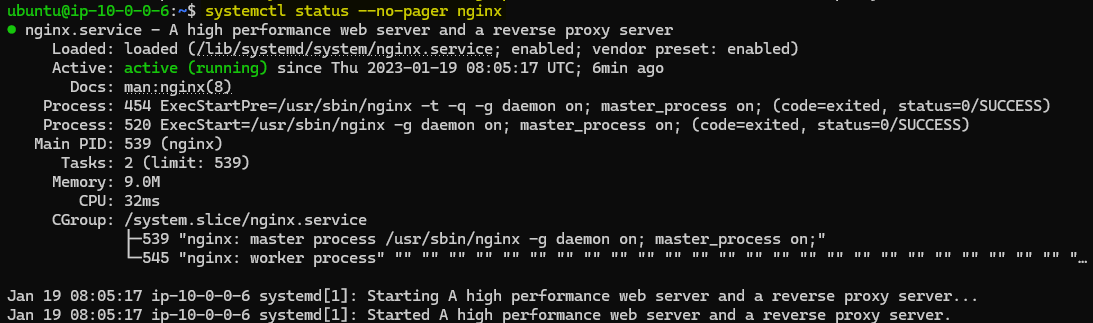 ubuntu@ip-10-0-0-6:~$ systemctl status --no-pager nginx
● nginx.service - A high performance web server and a reverse proxy server
     Loaded: loaded (/lib/systemd/system/nginx.service; enabled; vendor preset: enabled)
     Active: active (running) since Thu 2023-01-19 08:05:17 UTC; 6min ago
       Docs: man:nginx(8)
    Process: 454 ExecStartPre=/usr/sbin/nginx -t -q -g daemon on; master_process on; (code=exited, status=0/SUCCESS)
    Process: 520 ExecStart=/usr/sbin/nginx -g daemon on; master_process on; (code=exited, status=0/SUCCESS)
   Main PID: 539 (nginx)
      Tasks: 2 (limit: 539)
     Memory: 9.0M
        CPU: 32ms
     CGroup: /system.slice/nginx.service
             ├─539 "nginx: master process /usr/sbin/nginx -g daemon on; master_process on;"
             └─545 "nginx: worker process" "" "" "" "" "" "" "" "" "" "" "" "" "" "" "" "" "" "" "" "" "" "" "" "" "" "…
Jan 19 08:05:17 ip-10-0-0-6 systemd[1]: Starting A high performance web server and a reverse proxy server...
Jan 19 08:05:17 ip-10-0-0-6 systemd[1]: Started A high performance web server and a reverse proxy server.